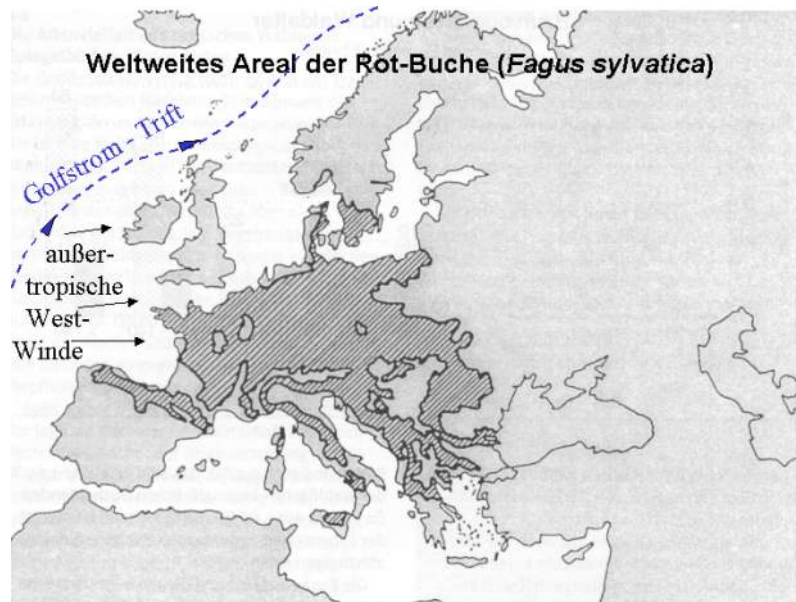 Weltweites Areal der Rot-Buche (Fagus sylvatica)
Golfstrom - Trift
außer-
tropische
West-
Winde